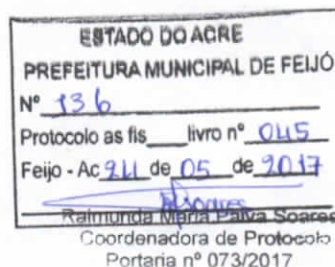 ESTADO DO ACRE
PREFEITURA MUNICIPAL DE FEIJÓ
Nº 136
Protocolo as fls____livro nº 045
Feijo - Ac 24 de 05 de 2017
Raimunda Maria Paiva Soares
Coordenadora de Protocolo
Portaria nº 073/2017